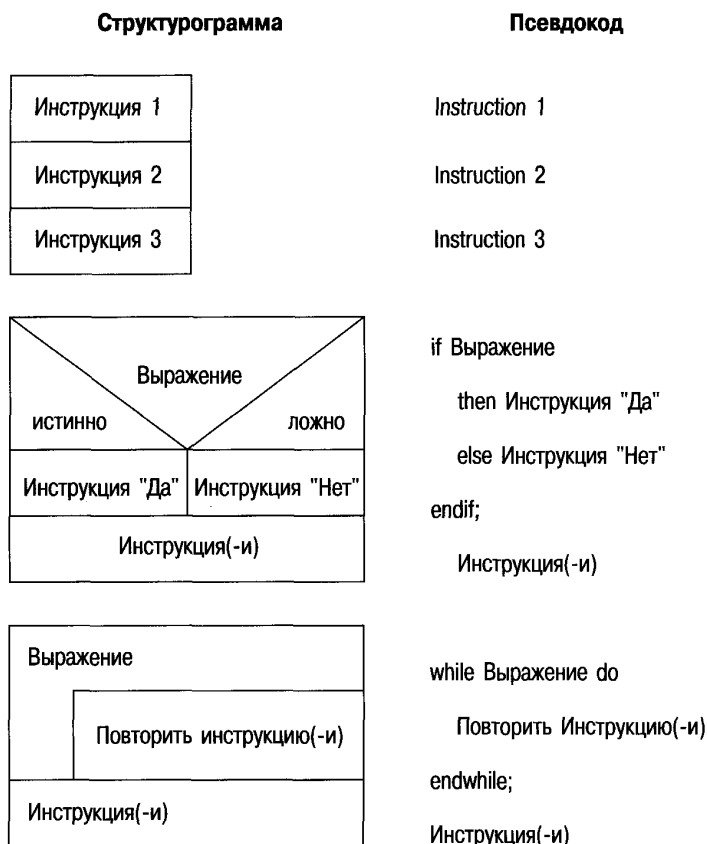 Структурограмма
Псевдокод
Инструкция 1
Instruction 1
Инструкция 2
Instruction 2
Инструкция 3
Instruction 3
Выражение
истинно
ложно
Инструкция "Да"
Инструкция "Нет"
Инструкция(-и)
if Выражение
then Инструкция "Да"
else Инструкция "Нет"
endif;
Инструкция(-и)
Выражение
Повторить инструкцию(-и)
Инструкция(-и)
while Выражение do
Повторить Инструкцию(-и)
endwhile;
Инструкция(-и)